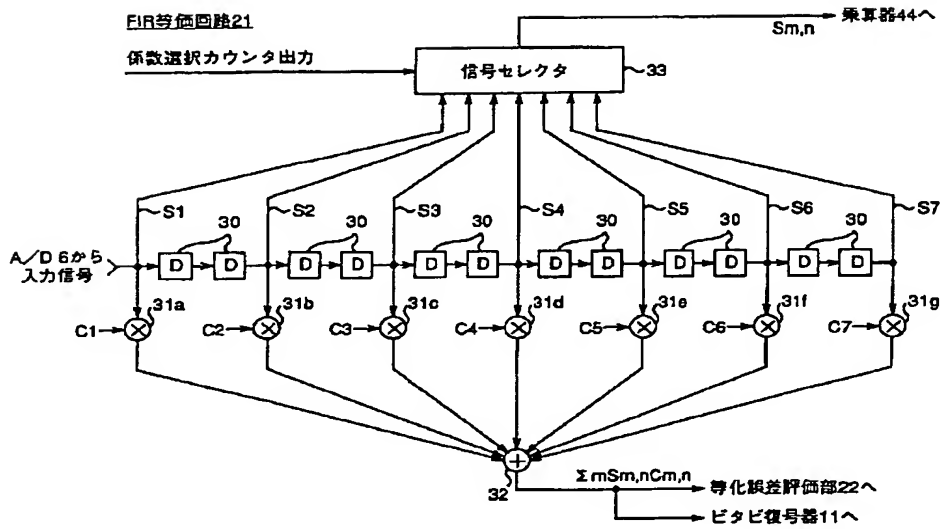 FIR等価回路21
乗算器44へ
Sm,n
係数選択カウンタ出力
信号セレクタ
33
S1
S2
S3
S4
S5
S6
S7
30
30
30
30
30
30
A/D 6から
入力信号
D
D
D
D
D
D
D
D
D
D
D
D
31a
31b
31c
31d
31e
31f
31g
C1
C2
C3
C4
C5
C6
C7
32
ΣmSm,nCm,n
等化誤差評価部22へ
ビタビ復号器11へ